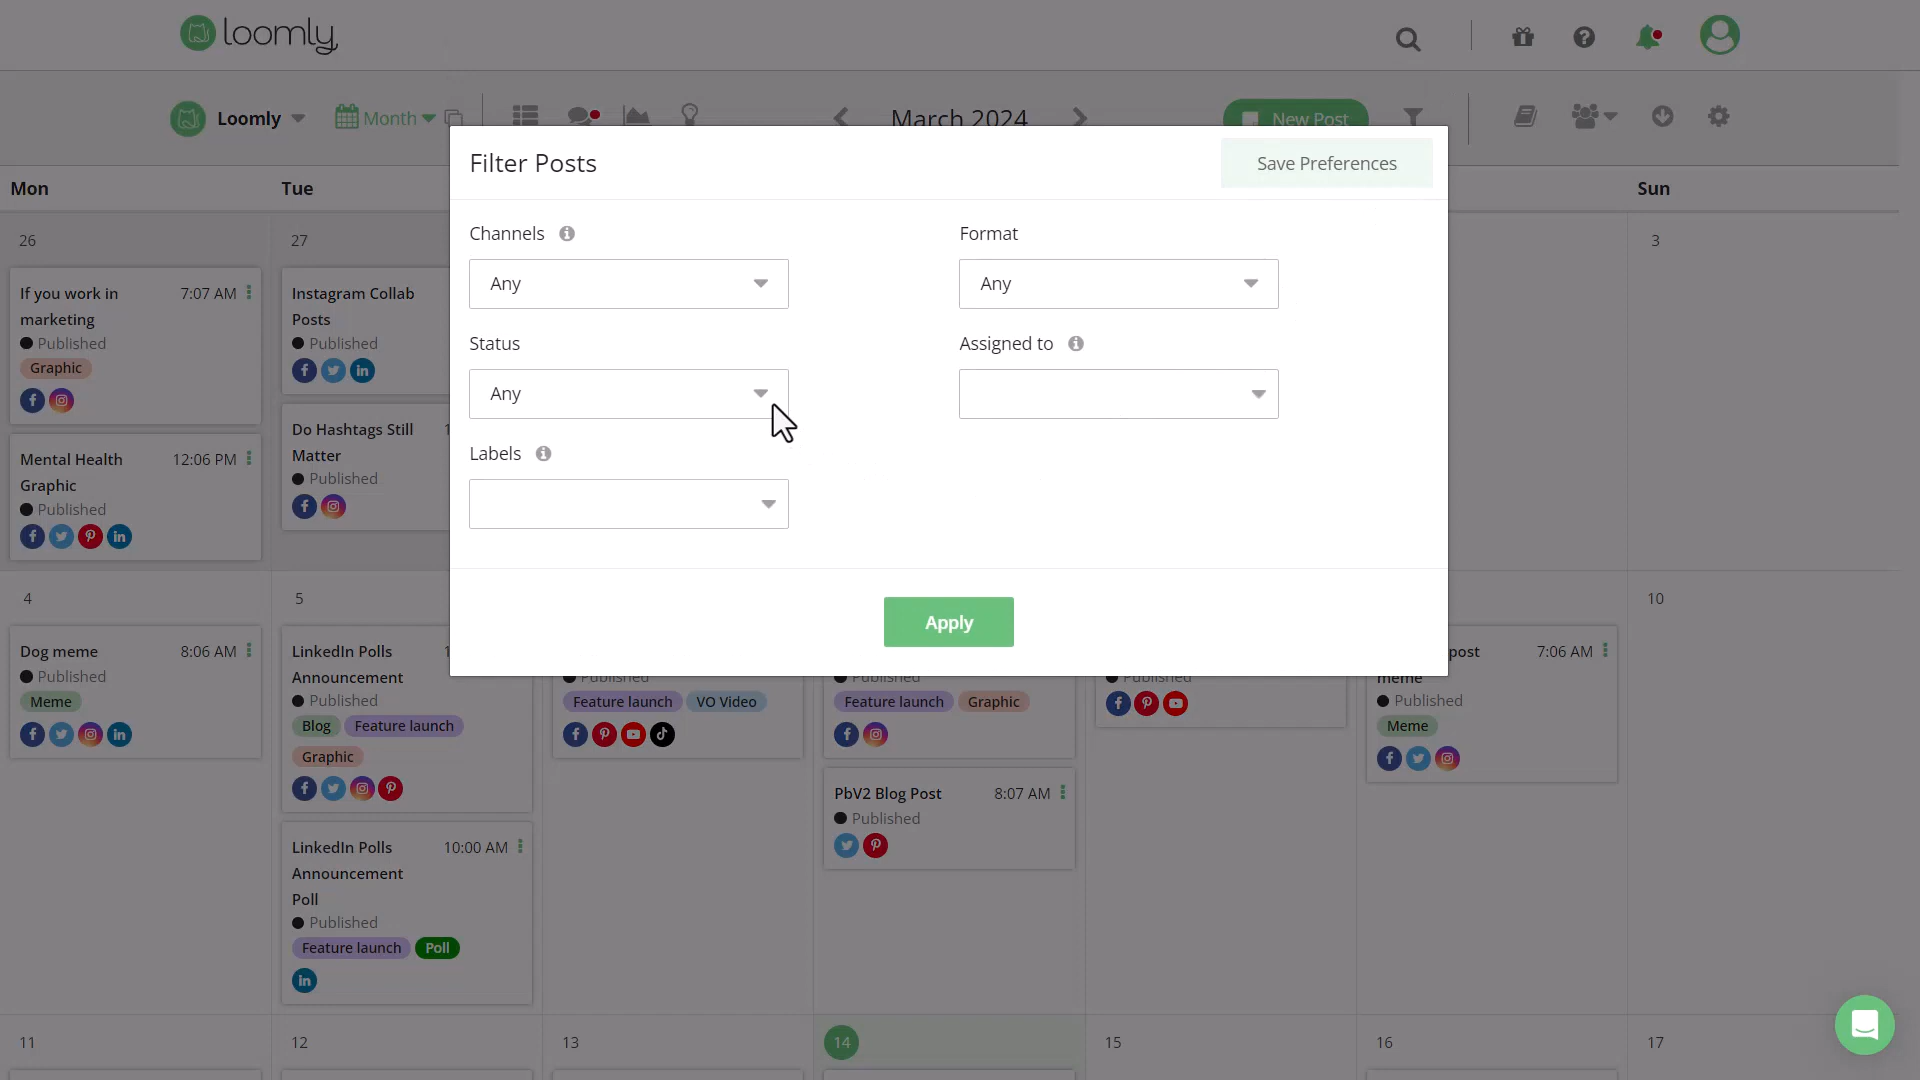 loomly
Loomly
Month
March 2024
New Post
Filter Posts
Save Preferences
Channels
Any
Format
Any
Status
Any
Assigned to
Labels
Apply
Mon
Tue
Sun
26
If you work in
marketing
7:07 AM
Published
Graphic
Mental Health
Graphic
12:06 PM
Published
27
Instagram Collab
Posts
Published
Do Hashtags Still
Matter
1
Published
3
4
Dog meme
8:06 AM
Published
Meme
5
LinkedIn Polls
Announcement
1
Published
Blog
Feature launch
Graphic
LinkedIn Polls
Announcement
Poll
10:00 AM
Published
Feature launch
Poll
Published
Feature launch
VO Video
Published
Feature launch
Graphic
PbV2 Blog Post
8:07 AM
Published
Published
post
meme
7:06 AM
Published
Meme
10
11
12
13
14
15
16
17